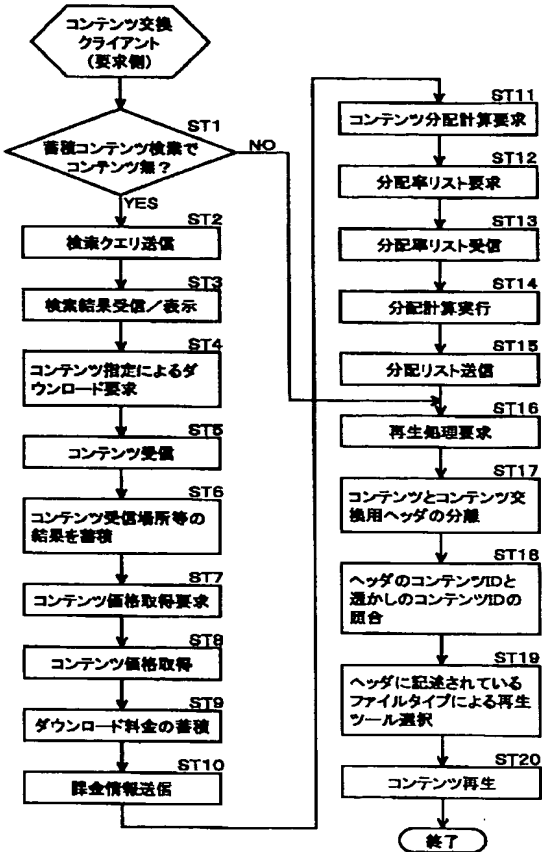 コンテンツ交換
クライアント
(要求側)
ST1
蓄積コンテンツ検索で
コンテンツ無?
NO
YES
ST2
検索クエリ送信
ST3
検索結果受信/表示
ST4
コンテンツ指定によるダ
ウンロード要求
ST5
コンテンツ受信
ST6
コンテンツ受信場所等の
結果を蓄積
ST7
コンテンツ価格取得要求
ST8
コンテンツ価格取得
ST9
ダウンロード料金の蓄積
ST10
課金情報送信
ST11
コンテンツ分配計算要求
ST12
分配率リスト要求
ST13
分配率リスト受信
ST14
分配計算実行
ST15
分配リスト送信
ST16
再生処理要求
ST17
コンテンツとコンテンツ交
換用ヘッダの分離
ST18
ヘッダのコンテンツIDと
透かしのコンテンツIDの
照合
ST19
ヘッダに記述されている
ファイルタイプによる再生
ツール選択
ST20
コンテンツ再生
終了